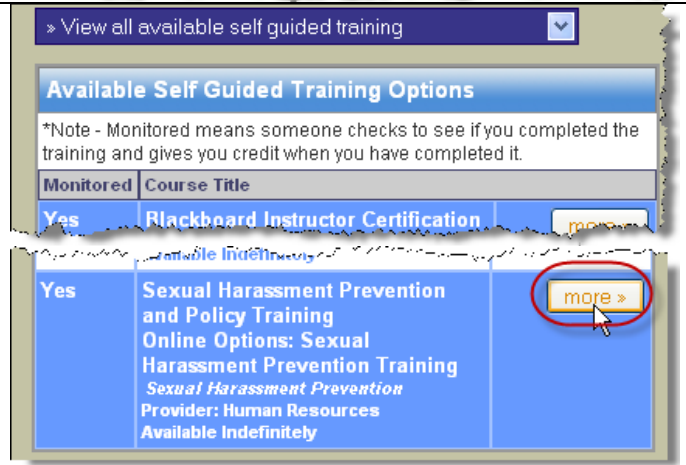 » View all available self guided training
Available Self Guided Training Options
*Note - Monitored means someone checks to see if you completed the
training and gives you credit when you have completed it.
Monitored Course Title
Yes Blackboard Instructor Certification more »
Available Indefinitely
Yes Sexual Harassment Prevention more »
and Policy Training
Online Options: Sexual
Harassment Prevention Training
Sexual Harassment Prevention
Provider: Human Resources
Available Indefinitely